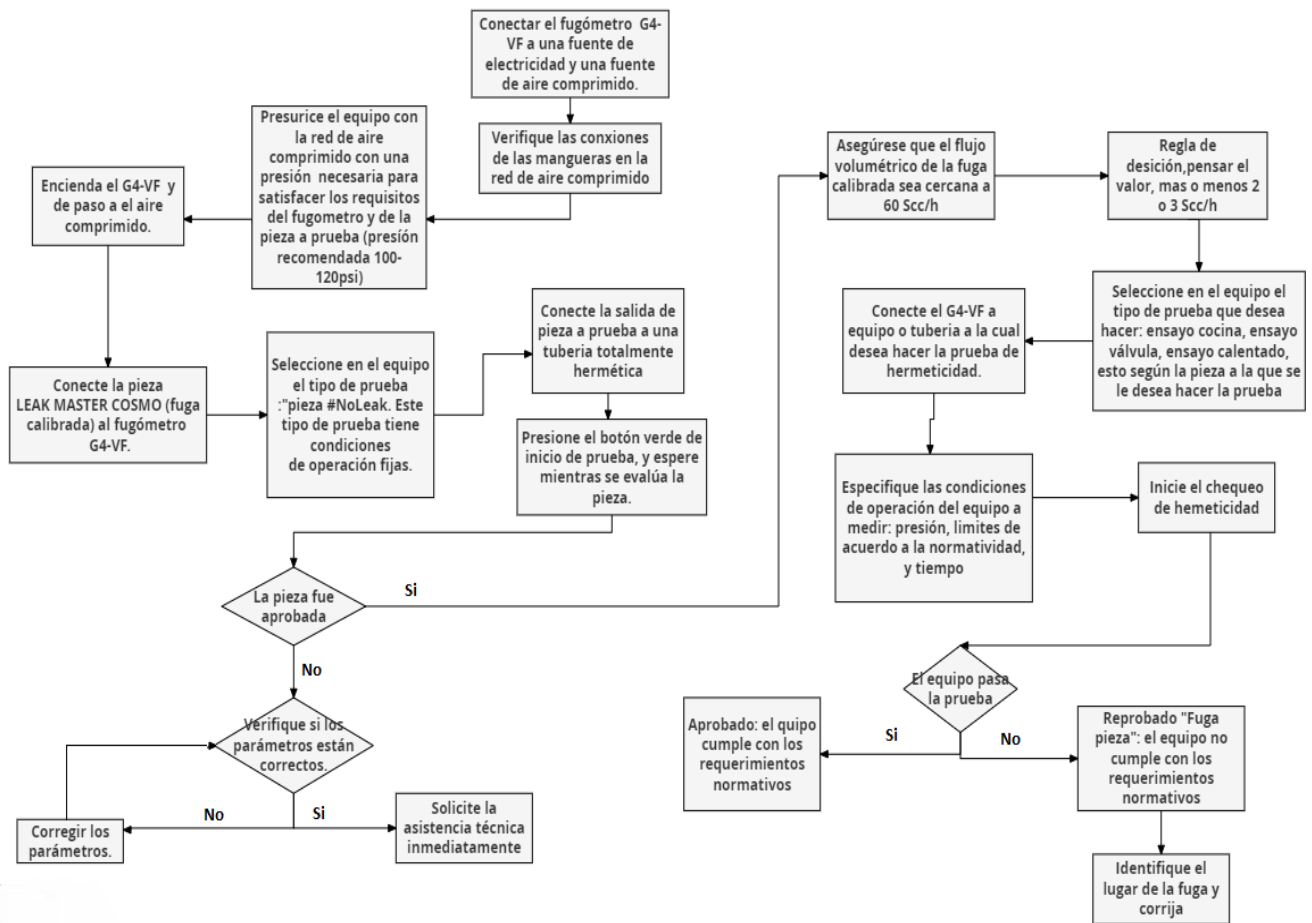 Conectar el fugómetro G4-
VF a una fuente de
electricidad y una fuente
de aire comprimido.
Verifique las conxiones
de las mangueras en la
red de aire comprimido
Presurice el equipo con
la red de aire
comprimido con una
presión necesaria para
satisfacer los requisitos
del fugometro y de la
pieza a prueba (presión
recomendada 100-
120psi)
Encienda el G4-VF y
de paso a el aire
comprimido.
Conecte la pieza
LEAK MASTER COSMO (fuga
calibrada) al fugómetro
G4-VF.
Seleccione en el equipo
el tipo de prueba
:"pieza #NoLeak. Este
tipo de prueba tiene
condiciones
de operación fijas.
Conecte la salida de
pieza a prueba a una
tuberia totalmente
hermética
Presione el botón verde de
inicio de prueba, y espere
mientras se evalúa la
pieza.
La pieza fue
aprobada
Si
No
Verifique si los
parámetros están
correctos.
No
Si
Corregir los
parámetros.
Solicite la
asistencia técnica
inmediatamente
Asegúrese que el flujo
volumétrico de la fuga
calibrada sea cercana a
60 Scc/h
Regla de
desición,pensar el
valor, mas o menos 2
o 3 Scc/h
Seleccione en el equipo el
tipo de prueba que desea
hacer: ensayo cocina, ensayo
válvula, ensayo calentado,
esto según la pieza a la que se
le desea hacer la prueba
Conecte el G4-VF a
equipo o tuberia a la cual
desea hacer la prueba de
hermeticidad.
Especifique las condiciones
de operación del equipo a
medir: presión, limites de
acuerdo a la normatividad,
y tiempo
Inicie el chequeo
de hemeticidad
El equipo pasa
la prueba
Si
No
Aprobado: el quipo
cumple con los
requerimientos
normativos
Reprobado "Fuga
pieza": el equipo no
cumple con los
requerimientos
normativos
Identifique el
lugar de la fuga y
corrija